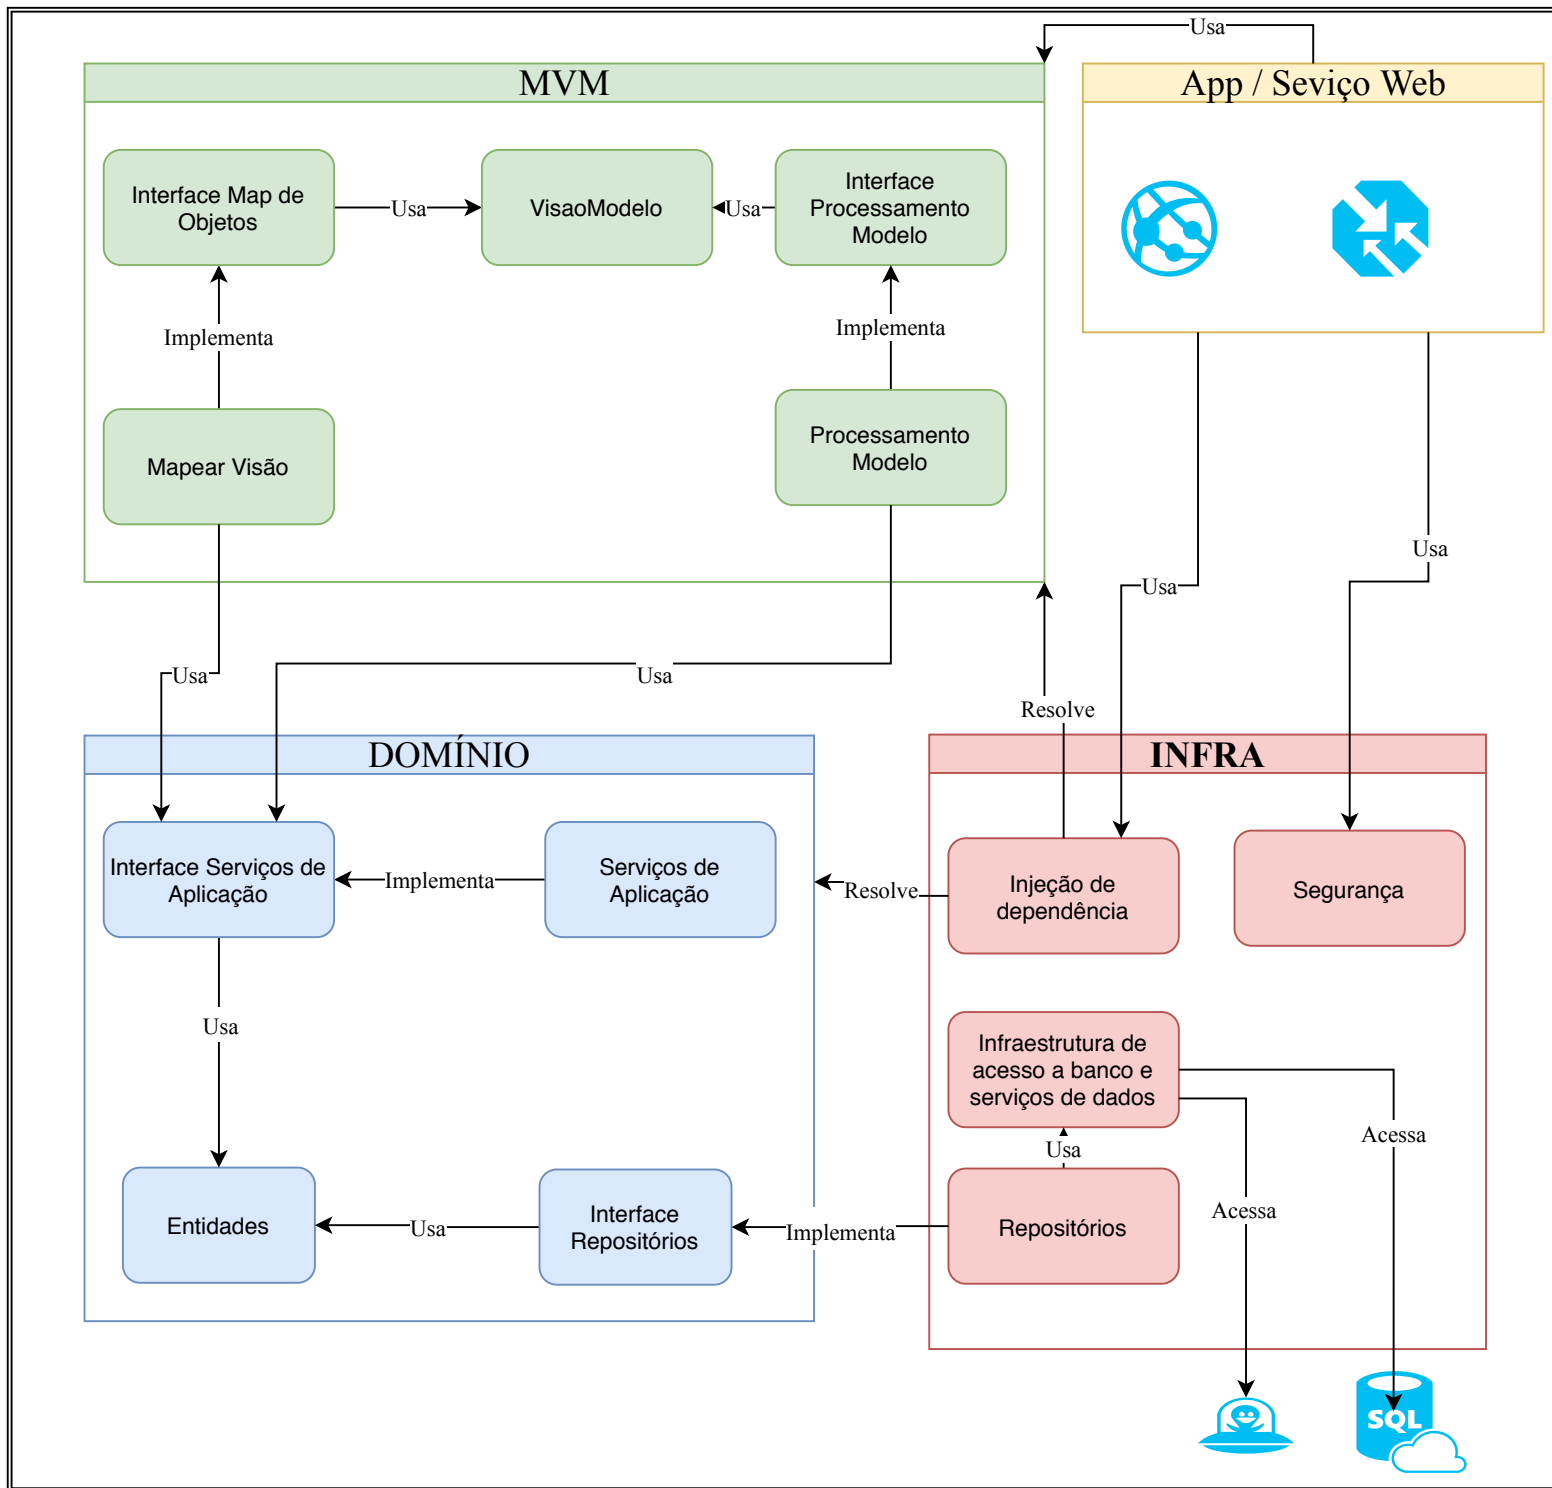 Usa
MVM
App / Seviço Web
Interface Map de
Objetos
Usa
VisaoModelo
Usa
Interface
Processamento
Modelo
Implementa
Implementa
Mapear Visão
Processamento
Modelo
Usa
Usa
Usa
Usa
Resolve
DOMÍNIO
INFRA
Interface Serviços de
Aplicação
Implementa
Serviços de
Aplicação
Resolve
Injeção de
dependência
Segurança
Usa
Infraestrutura de
acesso a banco e
serviços de dados
Acessa
Usa
Acessa
Entidades
Usa
Interface
Repositórios
Implementa
Repositórios
SQL